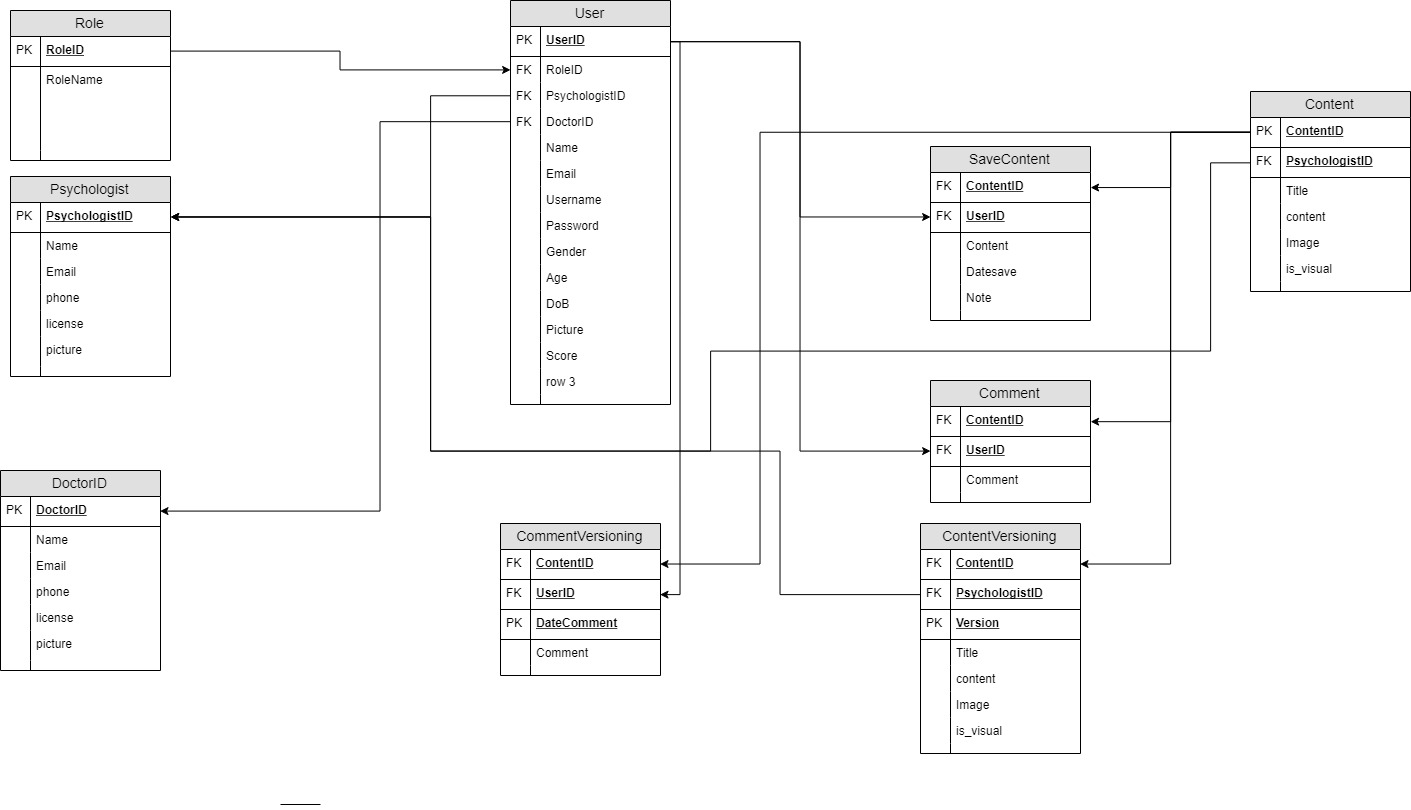 Role
PK RoleID
RoleName
User
PK UserID
FK RoleID
FK PsychologistID
FK DoctorID
Name
Email
Username
Password
Gender
Age
DoB
Picture
Score
row 3
Content
PK ContentID
FK PsychologistID
Title
content
Image
is_visual
SaveContent
FK ContentID
FK UserID
Content
Datesave
Note
Psychologist
PK PsychologistID
Name
Email
phone
license
picture
Comment
FK ContentID
FK UserID
Comment
DoctorID
PK DoctorID
Name
Email
phone
license
picture
CommentVersioning
FK ContentID
FK UserID
PK DateComment
Comment
ContentVersioning
FK ContentID
FK PsychologistID
PK Version
Title
content
Image
is_visual